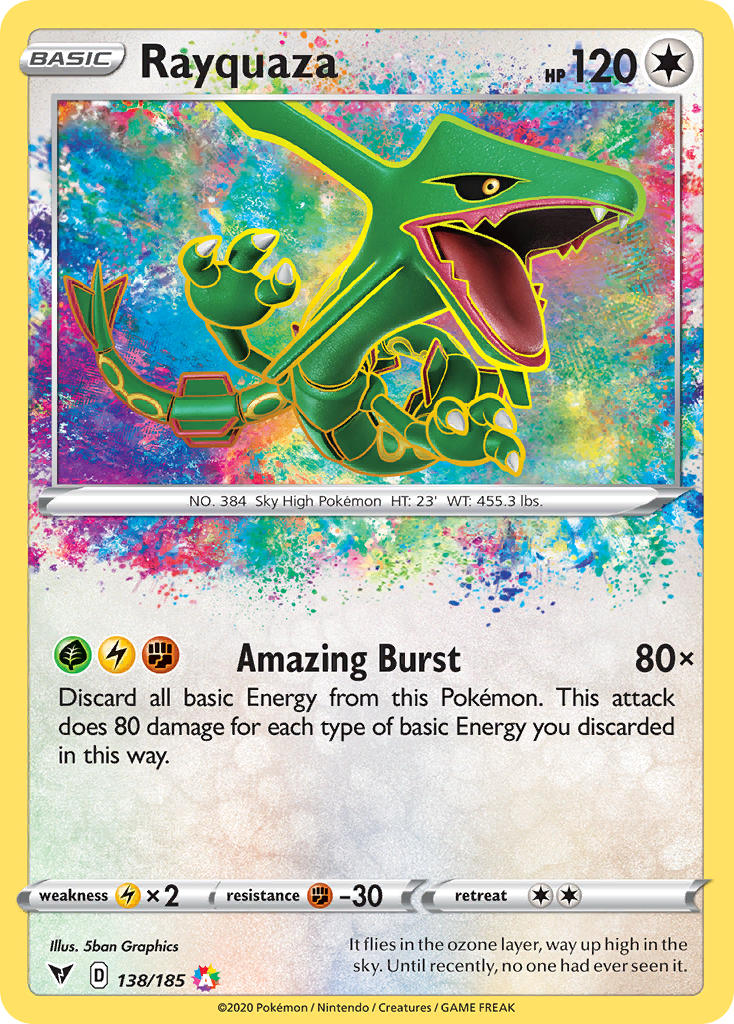 BASIC Rayquaza HP 120
NO. 384 Sky High Pokémon HT: 23' WT: 455.3 lbs.
Amazing Burst 80×
Discard all basic Energy from this Pokémon. This attack
does 80 damage for each type of basic Energy you discarded
in this way.
weakness ×2 resistance -30 retreat
Illus. 5ban Graphics
It flies in the ozone layer, way up high in the
sky. Until recently, no one had ever seen it.
D 138/185 A
©2020 Pokémon / Nintendo / Creatures / GAME FREAK